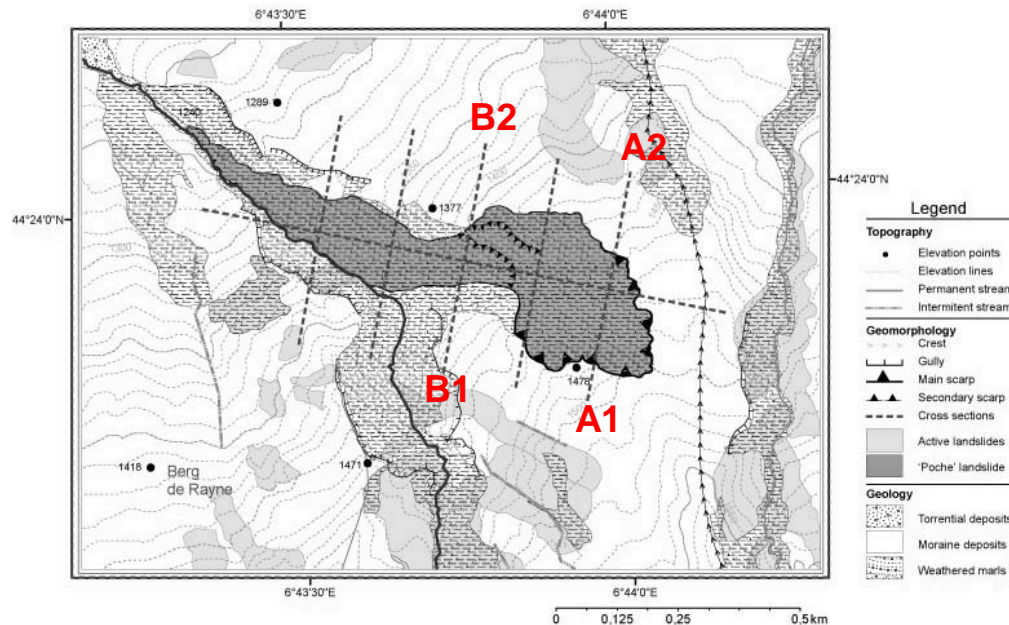 6°43'30"E
6°44'0"E
1289
1240
B2
A2
1400
44°24'0"N
44°24'0"N
1377
1300
1478
B1
A1
1418
1471
Berg
de Rayne
6°43'30"E
6°44'0"E
0 0,125 0,25 0,5 km
Legend
Topography
Elevation points
Elevation lines
Permanent stream
Intermitent stream
Geomorphology
Crest
Gully
Main scarp
Secondary scarp
Cross sections
Active landslides
'Poche' landslide
Geology
Torrential deposits
Moraine deposits
Weathered marls